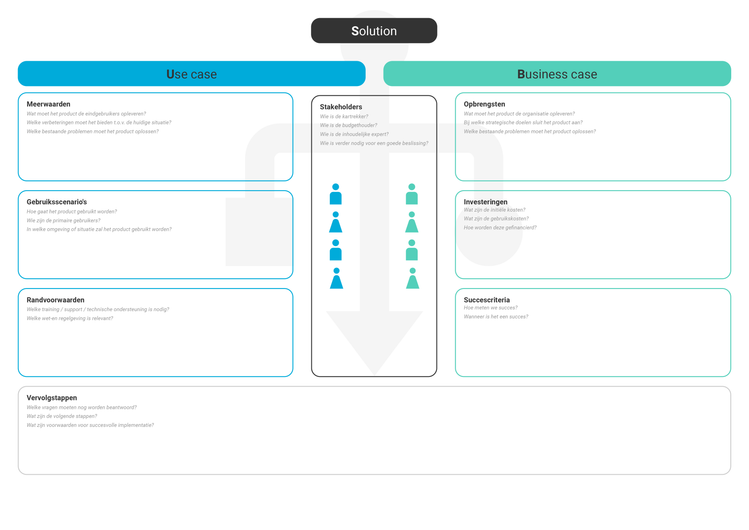 Solution
Use case
Business case
Meerwaarden
Wat moet het product de eindgebruikers opleveren?
Welke verbeteringen moet het bieden t.o.v. de huidige situatie?
Welke bestaande problemen moet het product oplossen?
Gebruiksscenario's
Hoe gaat het product gebruikt worden?
Wie zijn de primaire gebruikers?
In welke omgeving of situatie zal het product gebruikt worden?
Randvoorwaarden
Welke training / support / technische ondersteuning is nodig?
Welke wet-en regelgeving is relevant?
Stakeholders
Wie is de kartrekker?
Wie is de budgethouder?
Wie is de inhoudelijke expert?
Wie is verder nodig voor een goede beslissing?
Opbrengsten
Wat moet het product de organisatie opleveren?
Bij welke strategische doelen sluit het product aan?
Welke bestaande problemen moet het product oplossen?
Investeringen
Wat zijn de initiële kosten?
Wat zijn de gebruikskosten?
Hoe worden deze gefinancierd?
Succescriteria
Hoe meten we succes?
Wanneer is het een succes?
Vervolgstappen
Welke vragen moeten nog worden beantwoord?
Wat zijn de volgende stappen?
Wat zijn voorwaarden voor succesvolle implementatie?